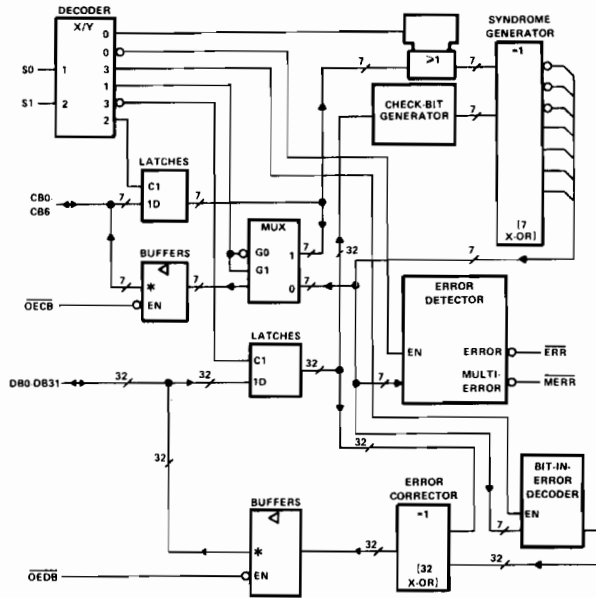 DECODER
X/Y
0
0
3
1
3
2
S0
1
S1
2
SYNDROME
GENERATOR
=1
≥1
7
7
CHECK-BIT
GENERATOR
7
(7
X-OR)
LATCHES
C1
1D
CB0-
CB6
7
7
MUX
G0
G1
1
0
7
7
32
7
BUFFERS
*
EN
7
7
OECB
ERROR
DETECTOR
EN
ERROR
ERR
MULTI-
ERROR
MERR
7
LATCHES
C1
1D
32
DB0-DB31
32
32
32
32
BIT-IN-
ERROR
DECODER
EN
7
ERROR
CORRECTOR
=1
(32
X-OR)
32
32
BUFFERS
*
EN
OEDB